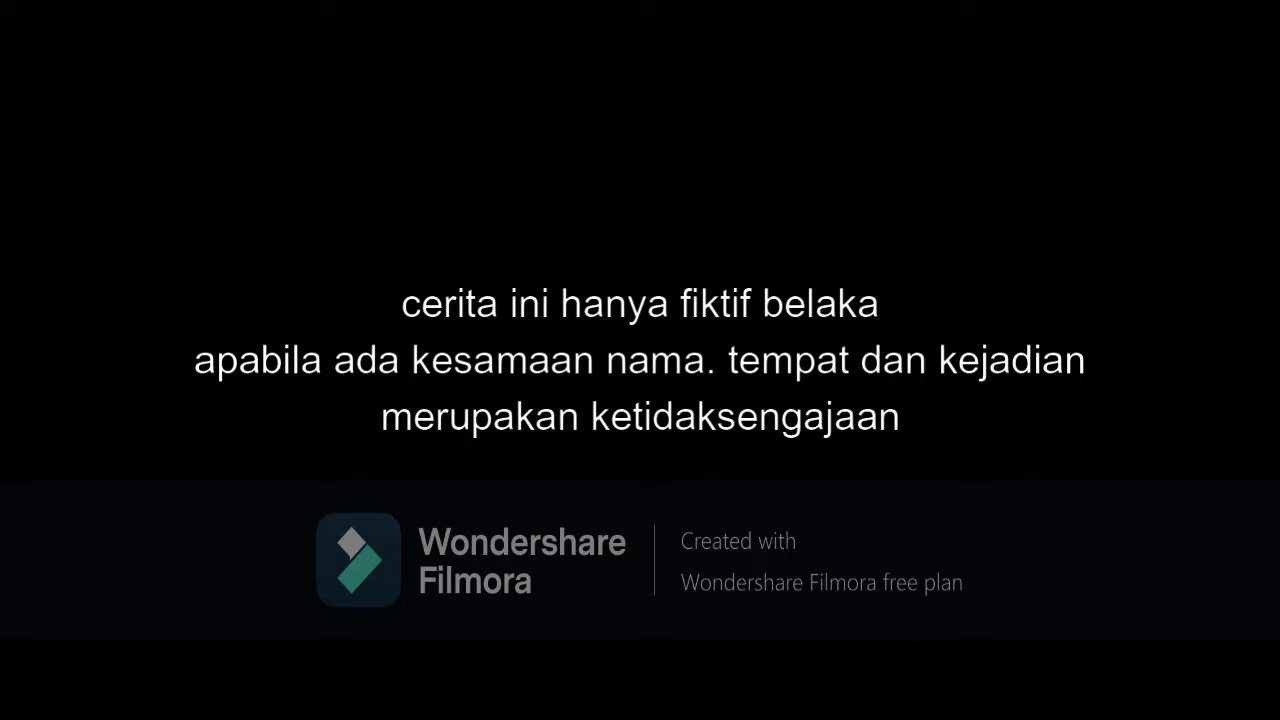 cerita ini hanya fiktif belaka
apabila ada kesamaan nama. tempat dan kejadian
merupakan ketidaksengajaan
Wondershare
Filmora
Created with
Wondershare Filmora free plan